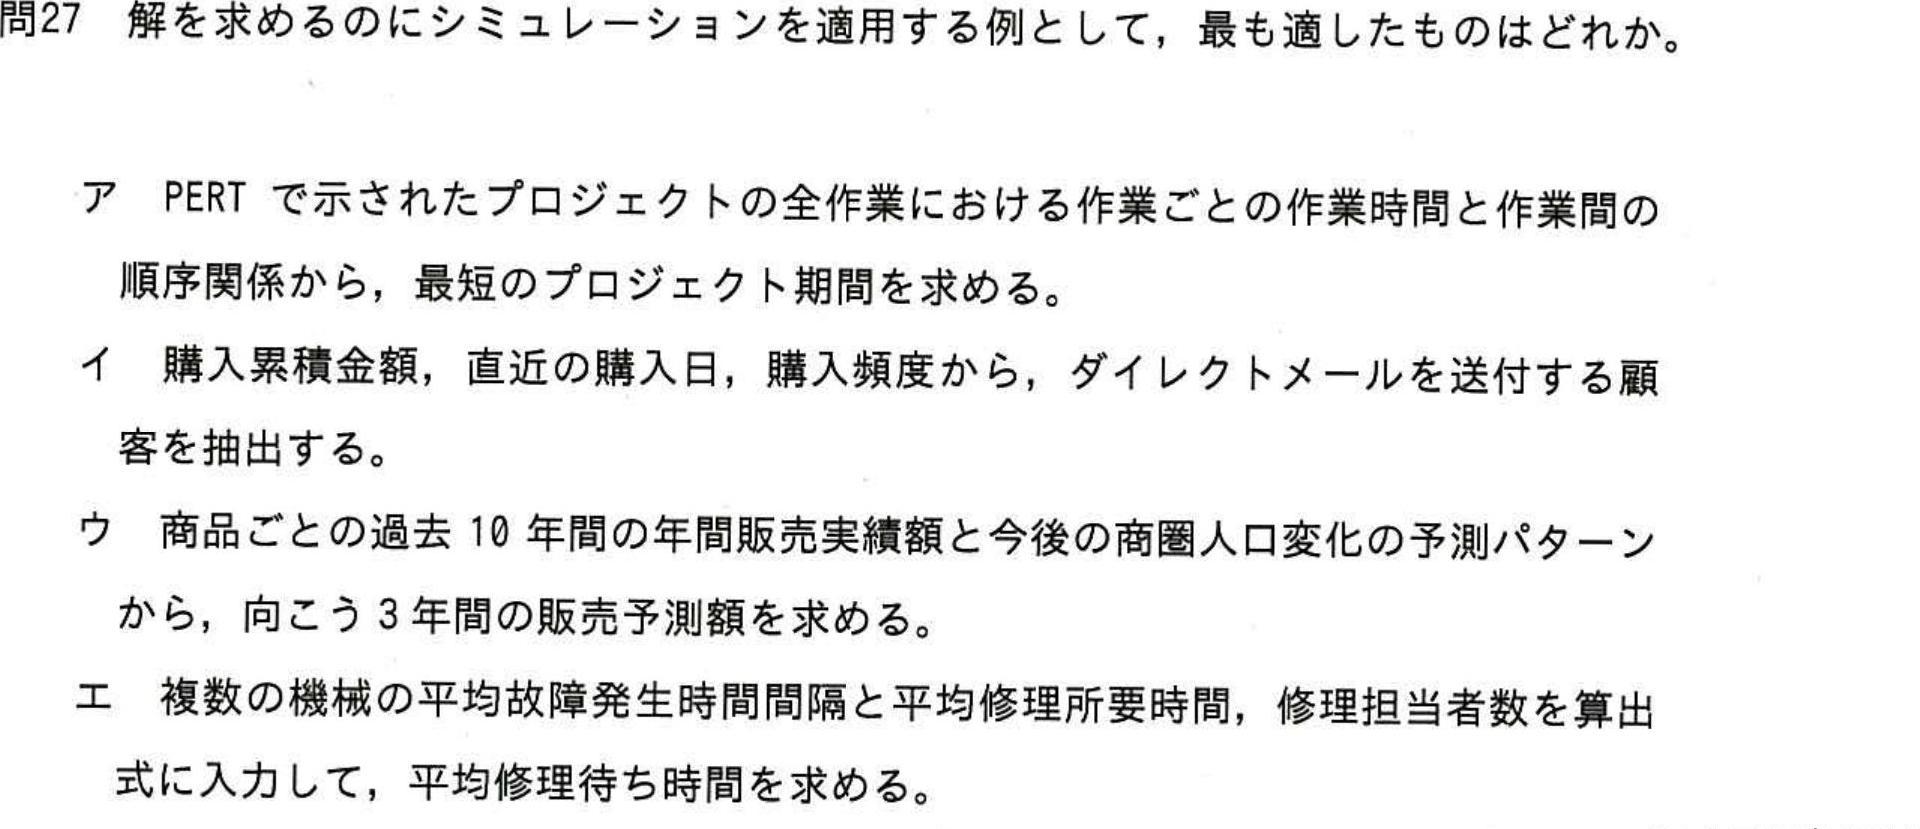 問27 解を求めるのにシミュレーションを適用する例として，最も適したものはどれか。
ア PERT で示されたプロジェクトの全作業における作業ごとの作業時間と作業間の
順序関係から，最短のプロジェクト期間を求める。
イ 購入累積金額，直近の購入日，購入頻度から，ダイレクトメールを送付する顧
客を抽出する。
ウ 商品ごとの過去 10 年間の年間販売実績額と今後の商圏人口変化の予測パターン
から，向こう 3 年間の販売予測額を求める。
エ 複数の機械の平均故障発生時間間隔と平均修理所要時間，修理担当者数を算出
式に入力して，平均修理待ち時間を求める。